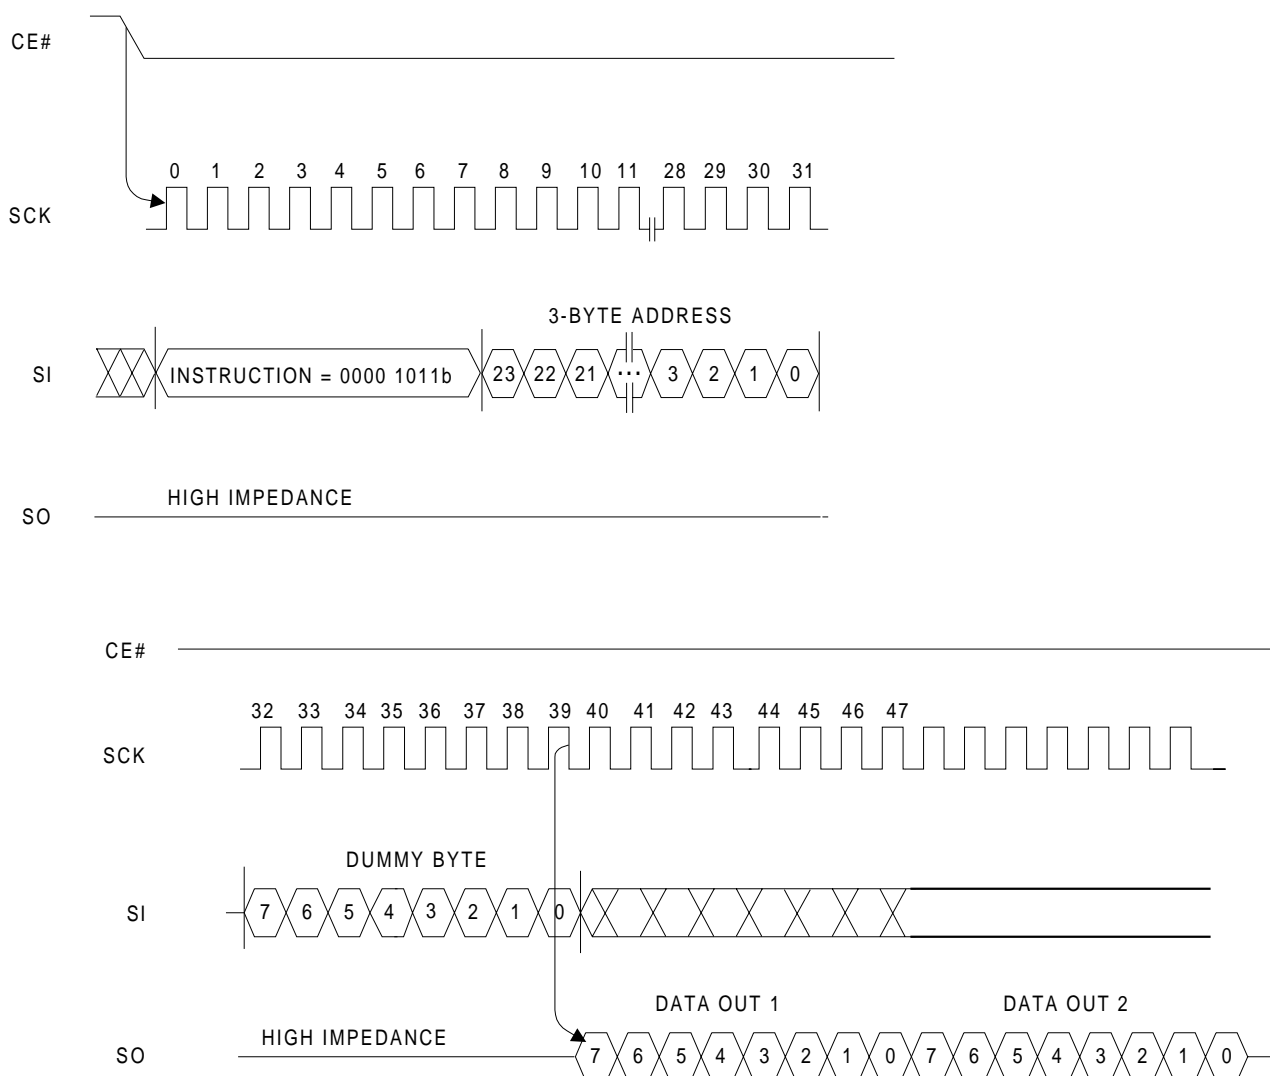 CE#
0 1 2 3 4 5 6 7 8 9 10 11 28 29 30 31
SCK
3-BYTE ADDRESS
SI INSTRUCTION = 0000 1011b 23 22 21 ... 3 2 1 0
HIGH IMPEDANCE
SO
CE#
32 33 34 35 36 37 38 39 40 41 42 43 44 45 46 47
SCK
DUMMY BYTE
SI 7 6 5 4 3 2 1 0
DATA OUT 1 DATA OUT 2
HIGH IMPEDANCE
SO 7 6 5 4 3 2 1 0 7 6 5 4 3 2 1 0